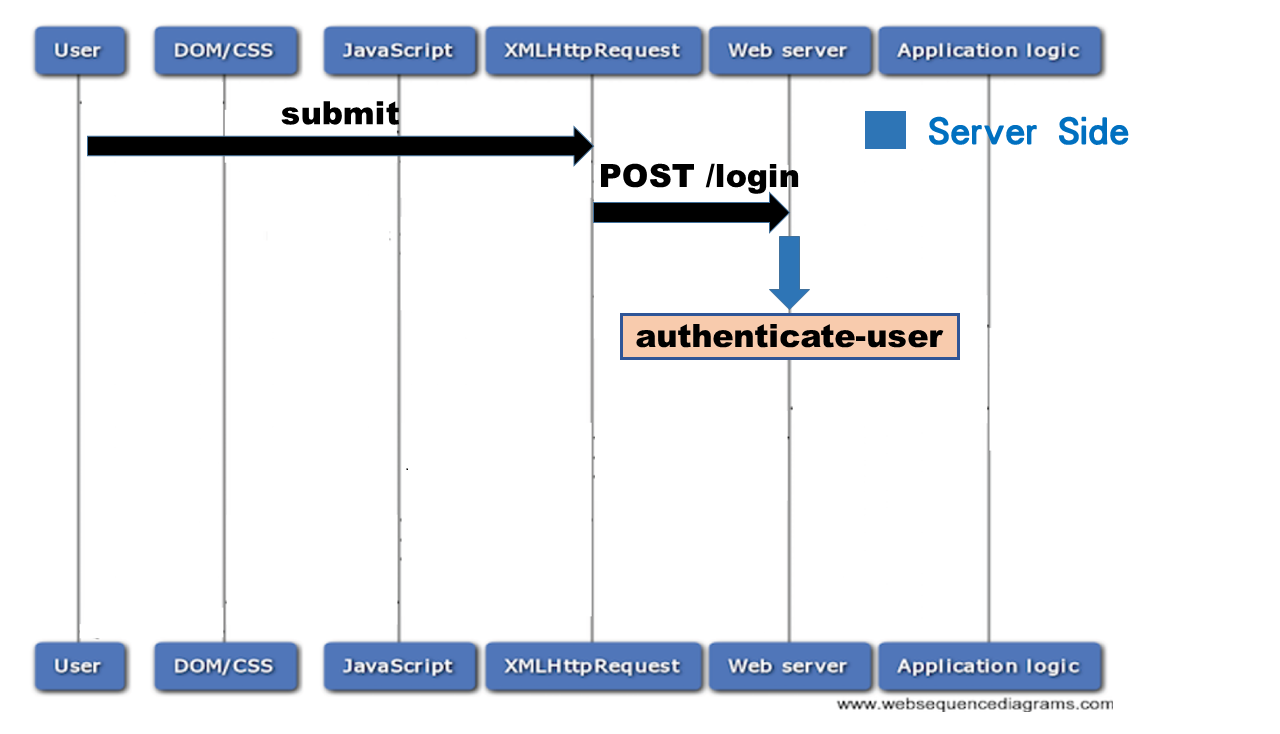 User DOM/CSS JavaScript XMLHttpRequest Web server Application logic
submit
Server Side
POST /login
authenticate-user
User DOM/CSS JavaScript XMLHttpRequest Web server Application logic
www.websequencediagrams.com